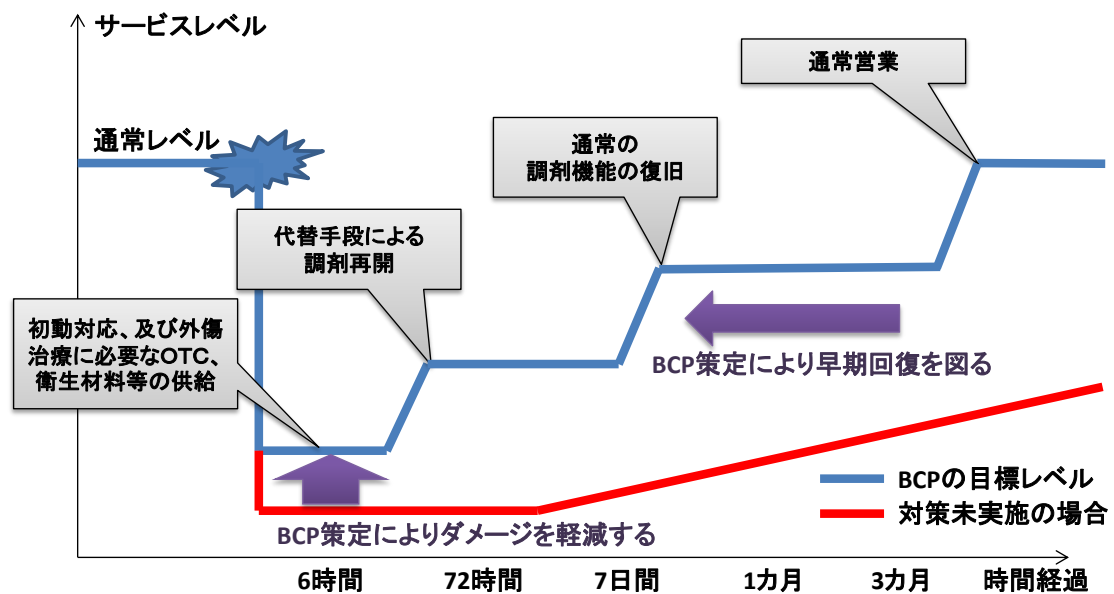 サービスレベル
通常レベル
通常営業
通常の
調剤機能の復旧
代替手段による
調剤再開
初動対応、及び外傷
治療に必要なOTC、
衛生材料等の供給
BCP策定により早期回復を図る
BCP策定によりダメージを軽減する
BCPの目標レベル
対策未実施の場合
6時間
72時間
7日間
1カ月
3カ月
時間経過